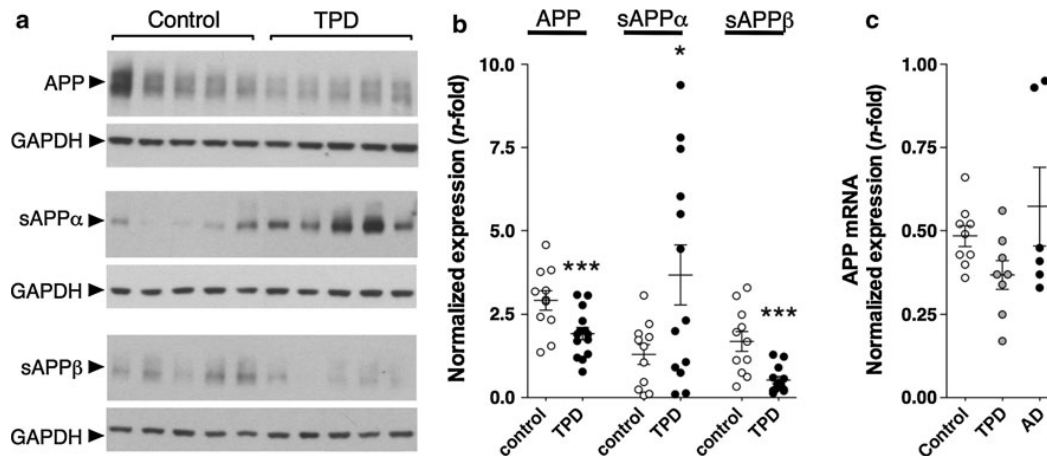 a
Control TPD
APP
GAPDH
sAPPα
GAPDH
sAPPβ
GAPDH
b
APP sAPPα sAPPβ
Normalized expression (n-fold)
10.0
7.5
5.0
2.5
0.0
***
*
***
control TPD control TPD control TPD
c
APP mRNA
Normalized expression (n-fold)
1.00
0.75
0.50
0.25
0.00
Control TPD AD